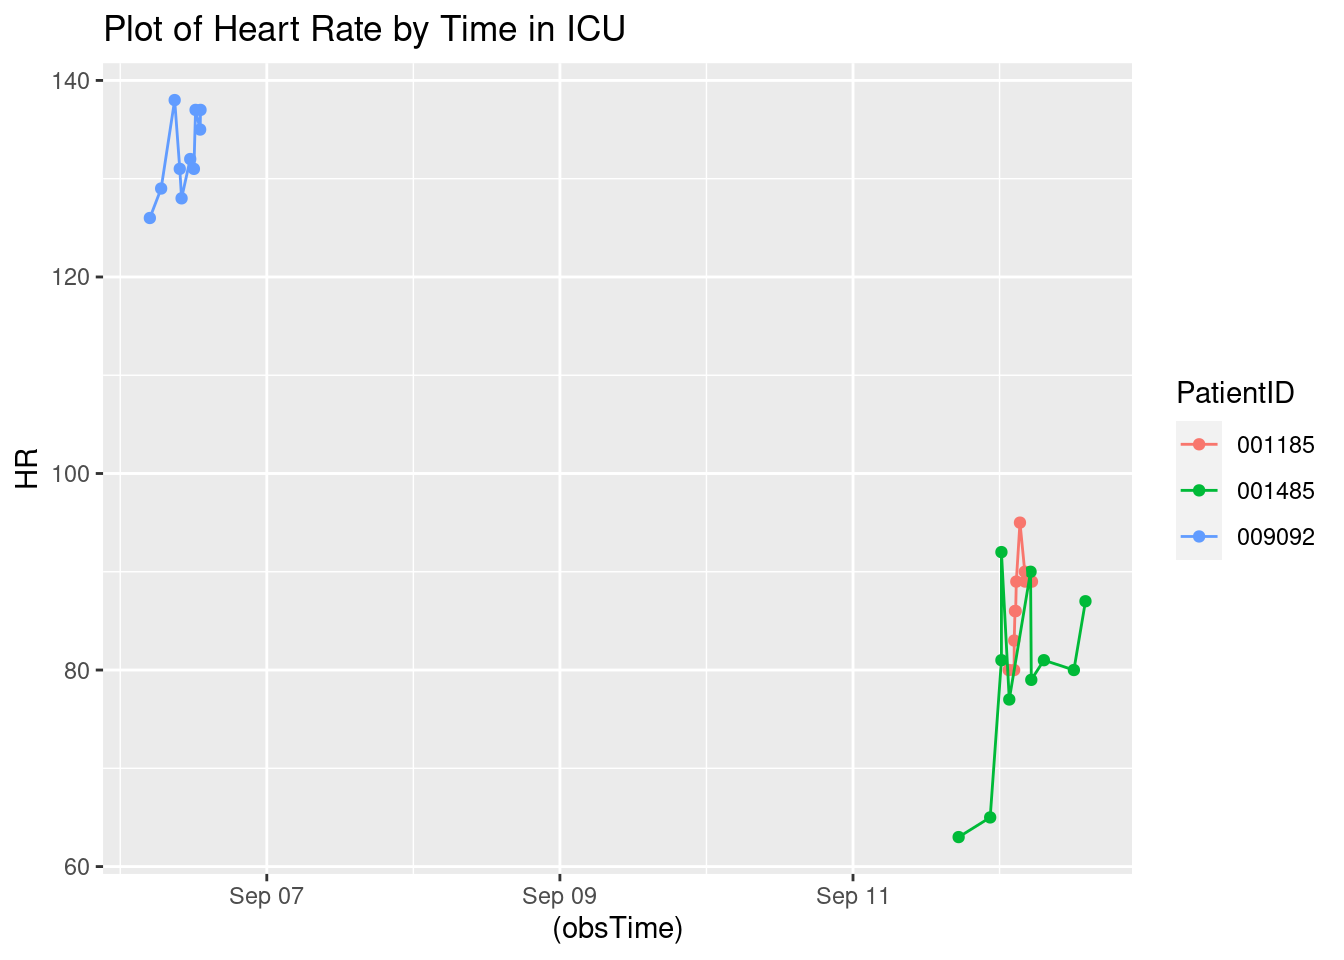 Plot of Heart Rate by Time in ICU
140
120
100
80
60
HR
Sep 07
Sep 09
Sep 11
(obsTime)
PatientID
001185
001485
009092